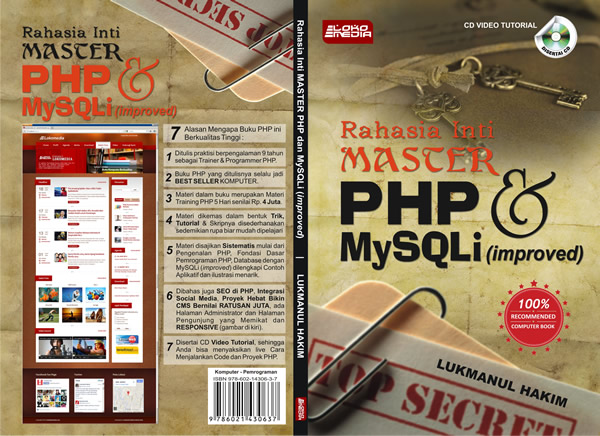 Rahasia Inti
MASTER
PHP &
MySQLi (improved)
TOP SECRET
7 Alasan Mengapa Buku PHP ini
Berkualitas Tinggi :
1 Ditulis praktisi berpengalaman 9 tahun
sebagai Trainer & Programmer PHP.
2 Buku PHP yang ditulisnya selalu jadi
BEST SELLER KOMPUTER.
3 Materi dalam buku merupakan Materi
Training PHP 5 Hari senilai Rp. 4 Juta.
4 Materi dikemas dalam bentuk Trik,
Tutorial & Skripnya disederhanakan
sedemikian rupa biar mudah dipelajari
5 Materi disajikan Sistematis mulai dari
Pengenalan PHP, Fondasi Dasar
Pemrograman PHP, Database dengan
MySQLi (improved) dilengkapi Contoh
Aplikatif dan ilustrasi menarik.
6 Dibahas juga SEO di PHP, Integrasi
Social Media, Proyek Hebat Bikin
CMS Bernilai RATUSAN JUTA, ada
Halaman Administrator dan Halaman
Pengunjung yang Memikat dan
RESPONSIVE (gambar di kiri).
7 Disertai CD Video Tutorial, sehingga
Anda bisa menyaksikan live Cara
Menjalankan Code dan Proyek PHP.
Komputer - Pemrograman
ISBN 978-602-14306-3-7
9 786021 430637
Rahasia Inti MASTER PHP dan MySQLi (improved) | LUKMANUL HAKIM
LOKO
MEDIA
CD VIDEO TUTORIAL
DISERTAI CD
Rahasia Inti
MASTER
PHP &
MySQLi (improved)
100%
RECOMMENDED
COMPUTER BOOK
LUKMANUL HAKIM
TOP SECRET